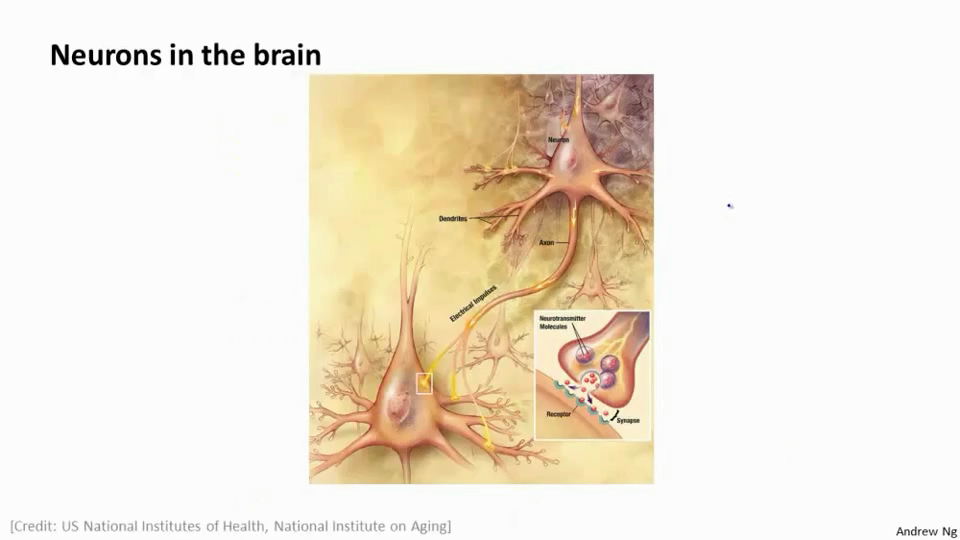 Neurons in the brain
Neuron
Dendrites
Axon
Electrical Impulses
Neurotransmitter
Molecules
Receptor
Synapse
[Credit: US National Institutes of Health, National Institute on Aging]
Andrew Ng